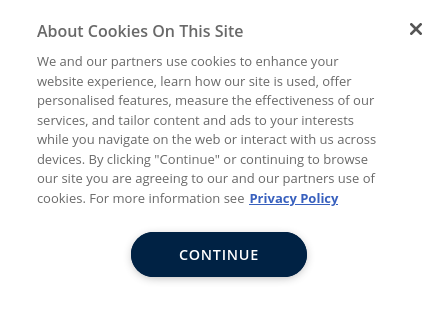 About Cookies On This Site
We and our partners use cookies to enhance your
website experience, learn how our site is used, offer
personalised features, measure the effectiveness of our
services, and tailor content and ads to your interests
while you navigate on the web or interact with us across
devices. By clicking "Continue" or continuing to browse
our site you are agreeing to our and our partners use of
cookies. For more information see Privacy Policy
CONTINUE